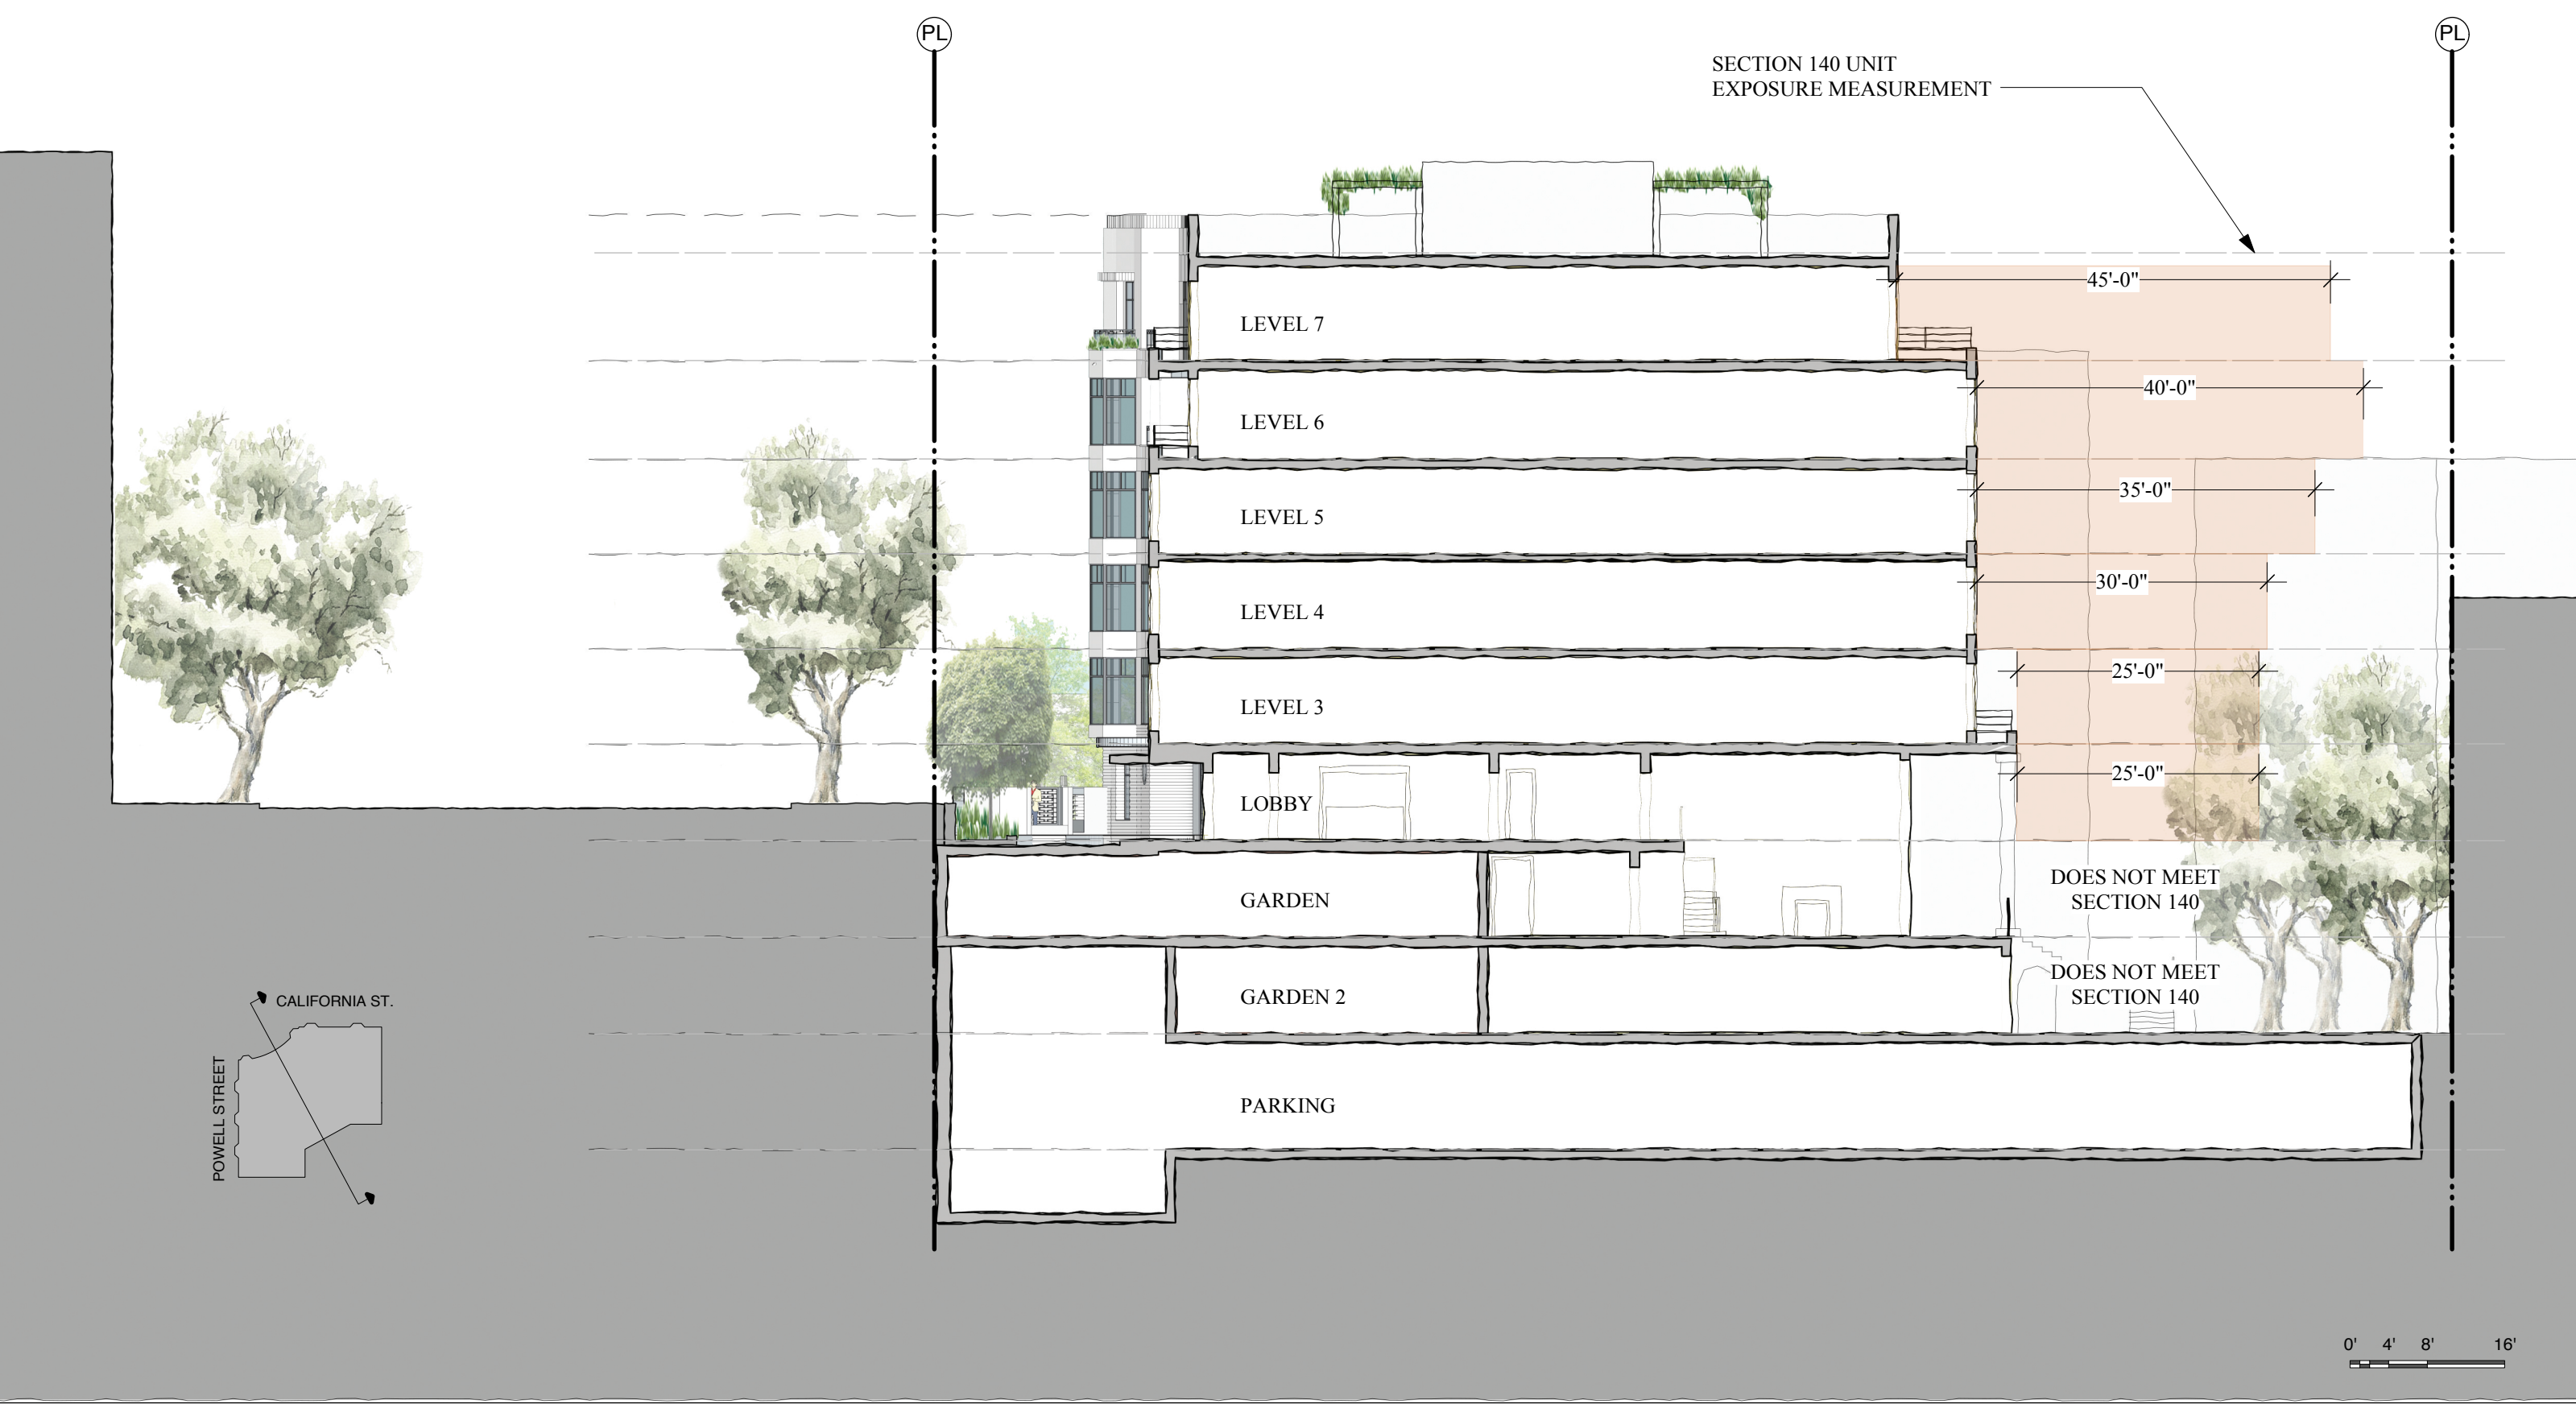 PL
PL
SECTION 140 UNIT
EXPOSURE MEASUREMENT
45'-0"
LEVEL 7
40'-0"
LEVEL 6
35'-0"
LEVEL 5
30'-0"
LEVEL 4
25'-0"
LEVEL 3
25'-0"
LOBBY
DOES NOT MEET
SECTION 140
GARDEN
DOES NOT MEET
SECTION 140
GARDEN 2
CALIFORNIA ST.
POWELL STREET
PARKING
0' 4' 8' 16'